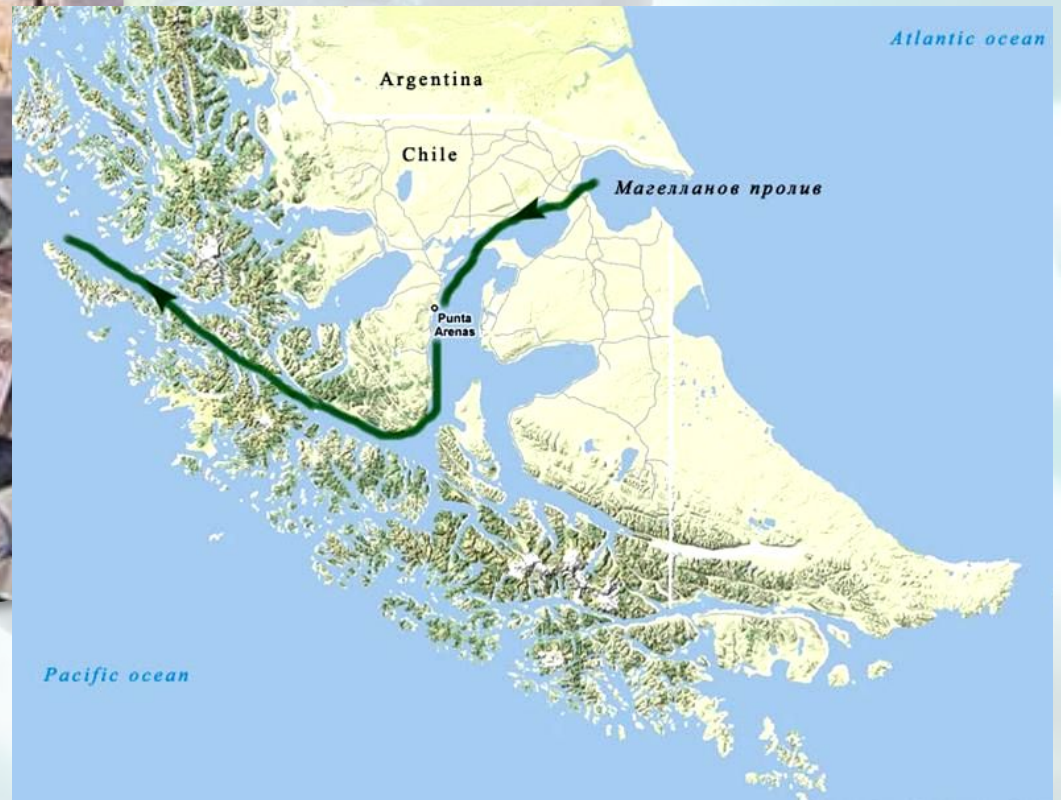 Atlantic ocean
Argentina
Chile
Магелланов пролив
Punta
Arenas
Pacific ocean